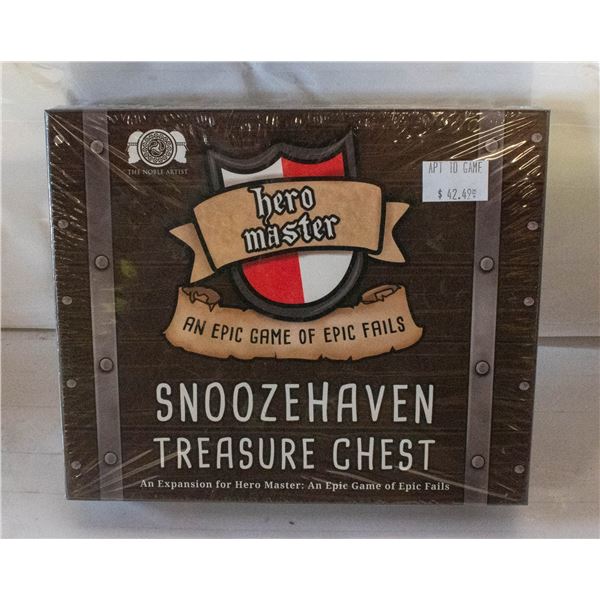 THE NOBLE ARTIST
APT TO GAME
$ 42.49
hero
master
AN EPIC GAME OF EPIC FAILS
SNOOZEHAVEN
TREASURE CHEST
An Expansion for Hero Master: An Epic Game of Epic Fails